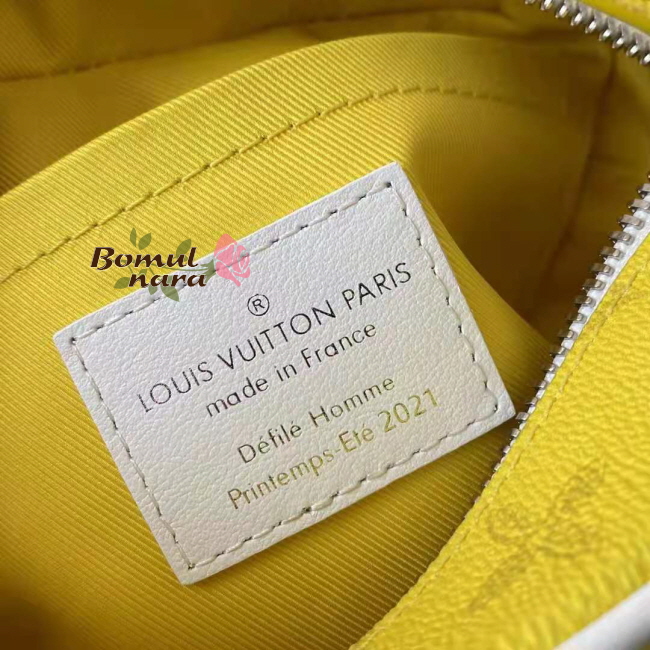 Bomul
nara
®
LOUIS VUITTON PARIS
made in France
Défile Homme
Printemps-Eté 2021